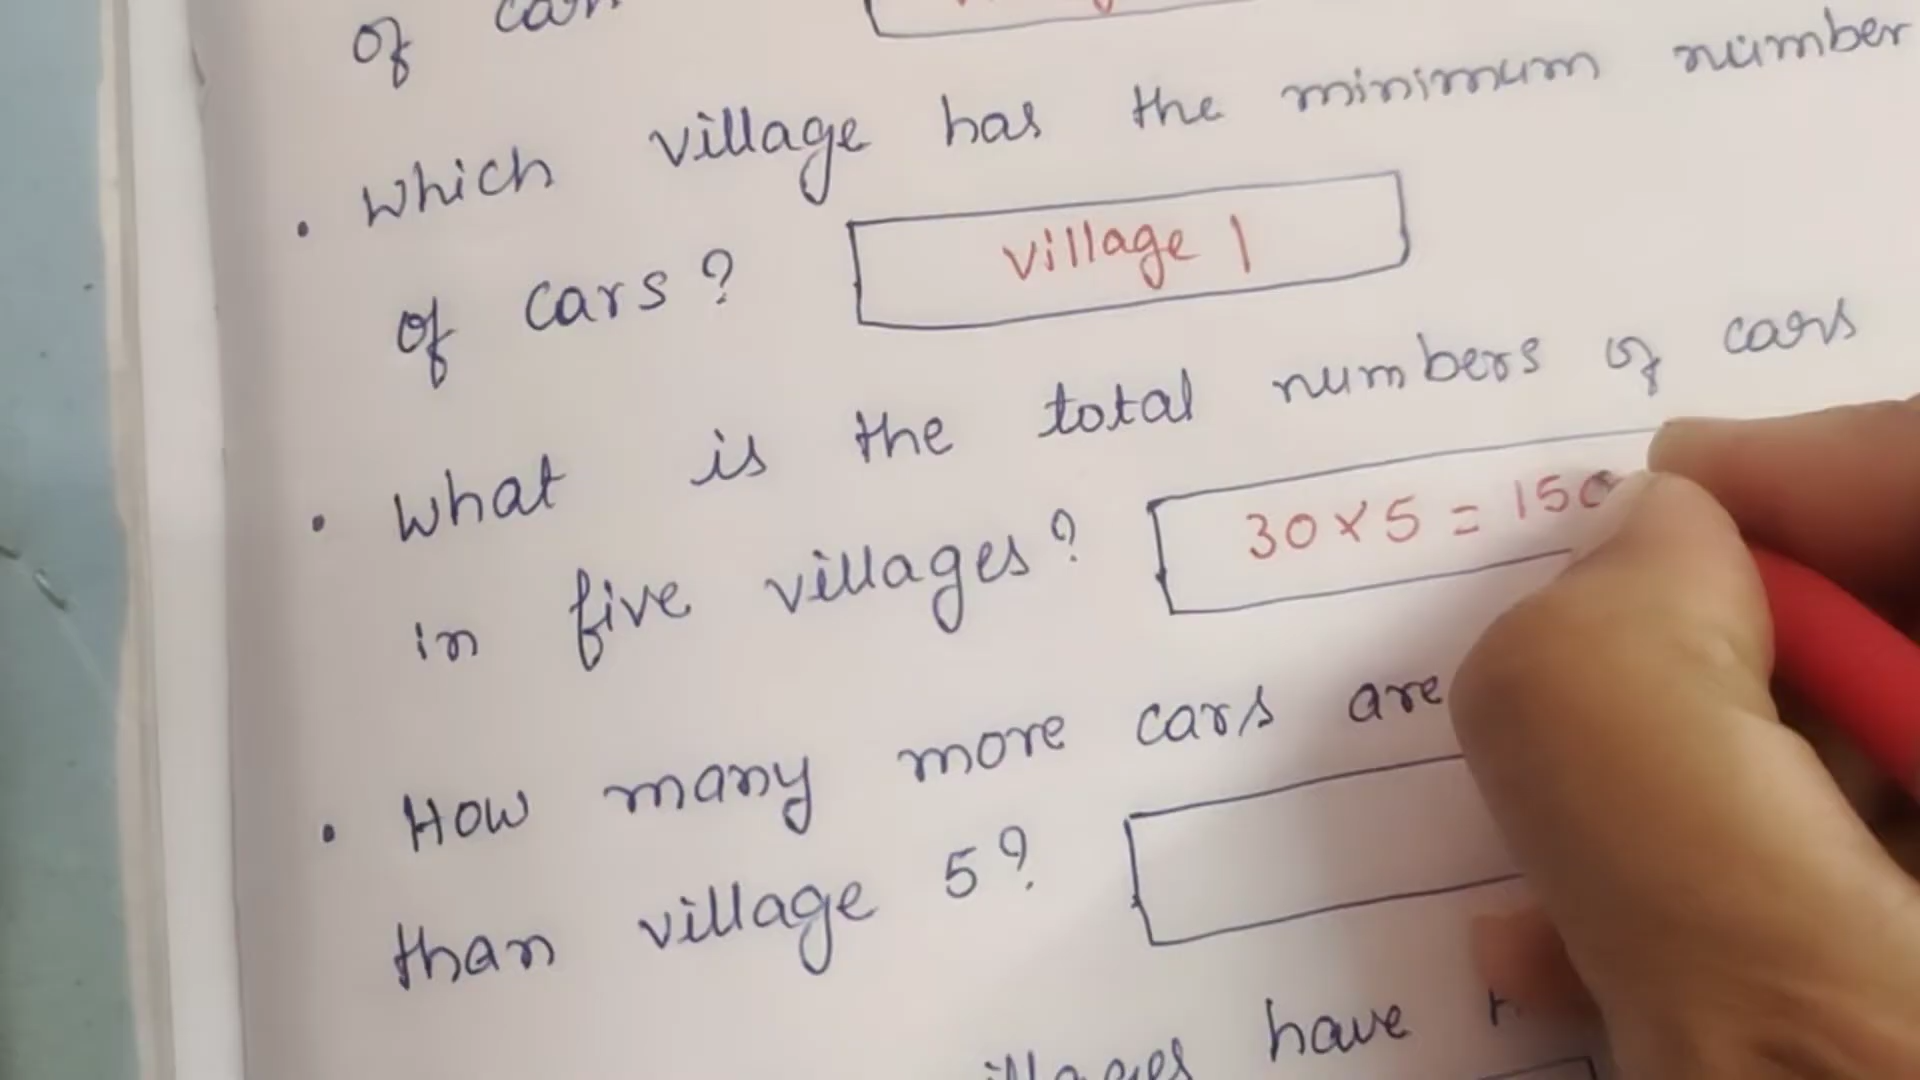 of
• which village has the minimum number
of cars? village 1
• What is the total numbers of cars
in five villages? 30 × 5 = 150
• How many more cars are
than village 5?
have